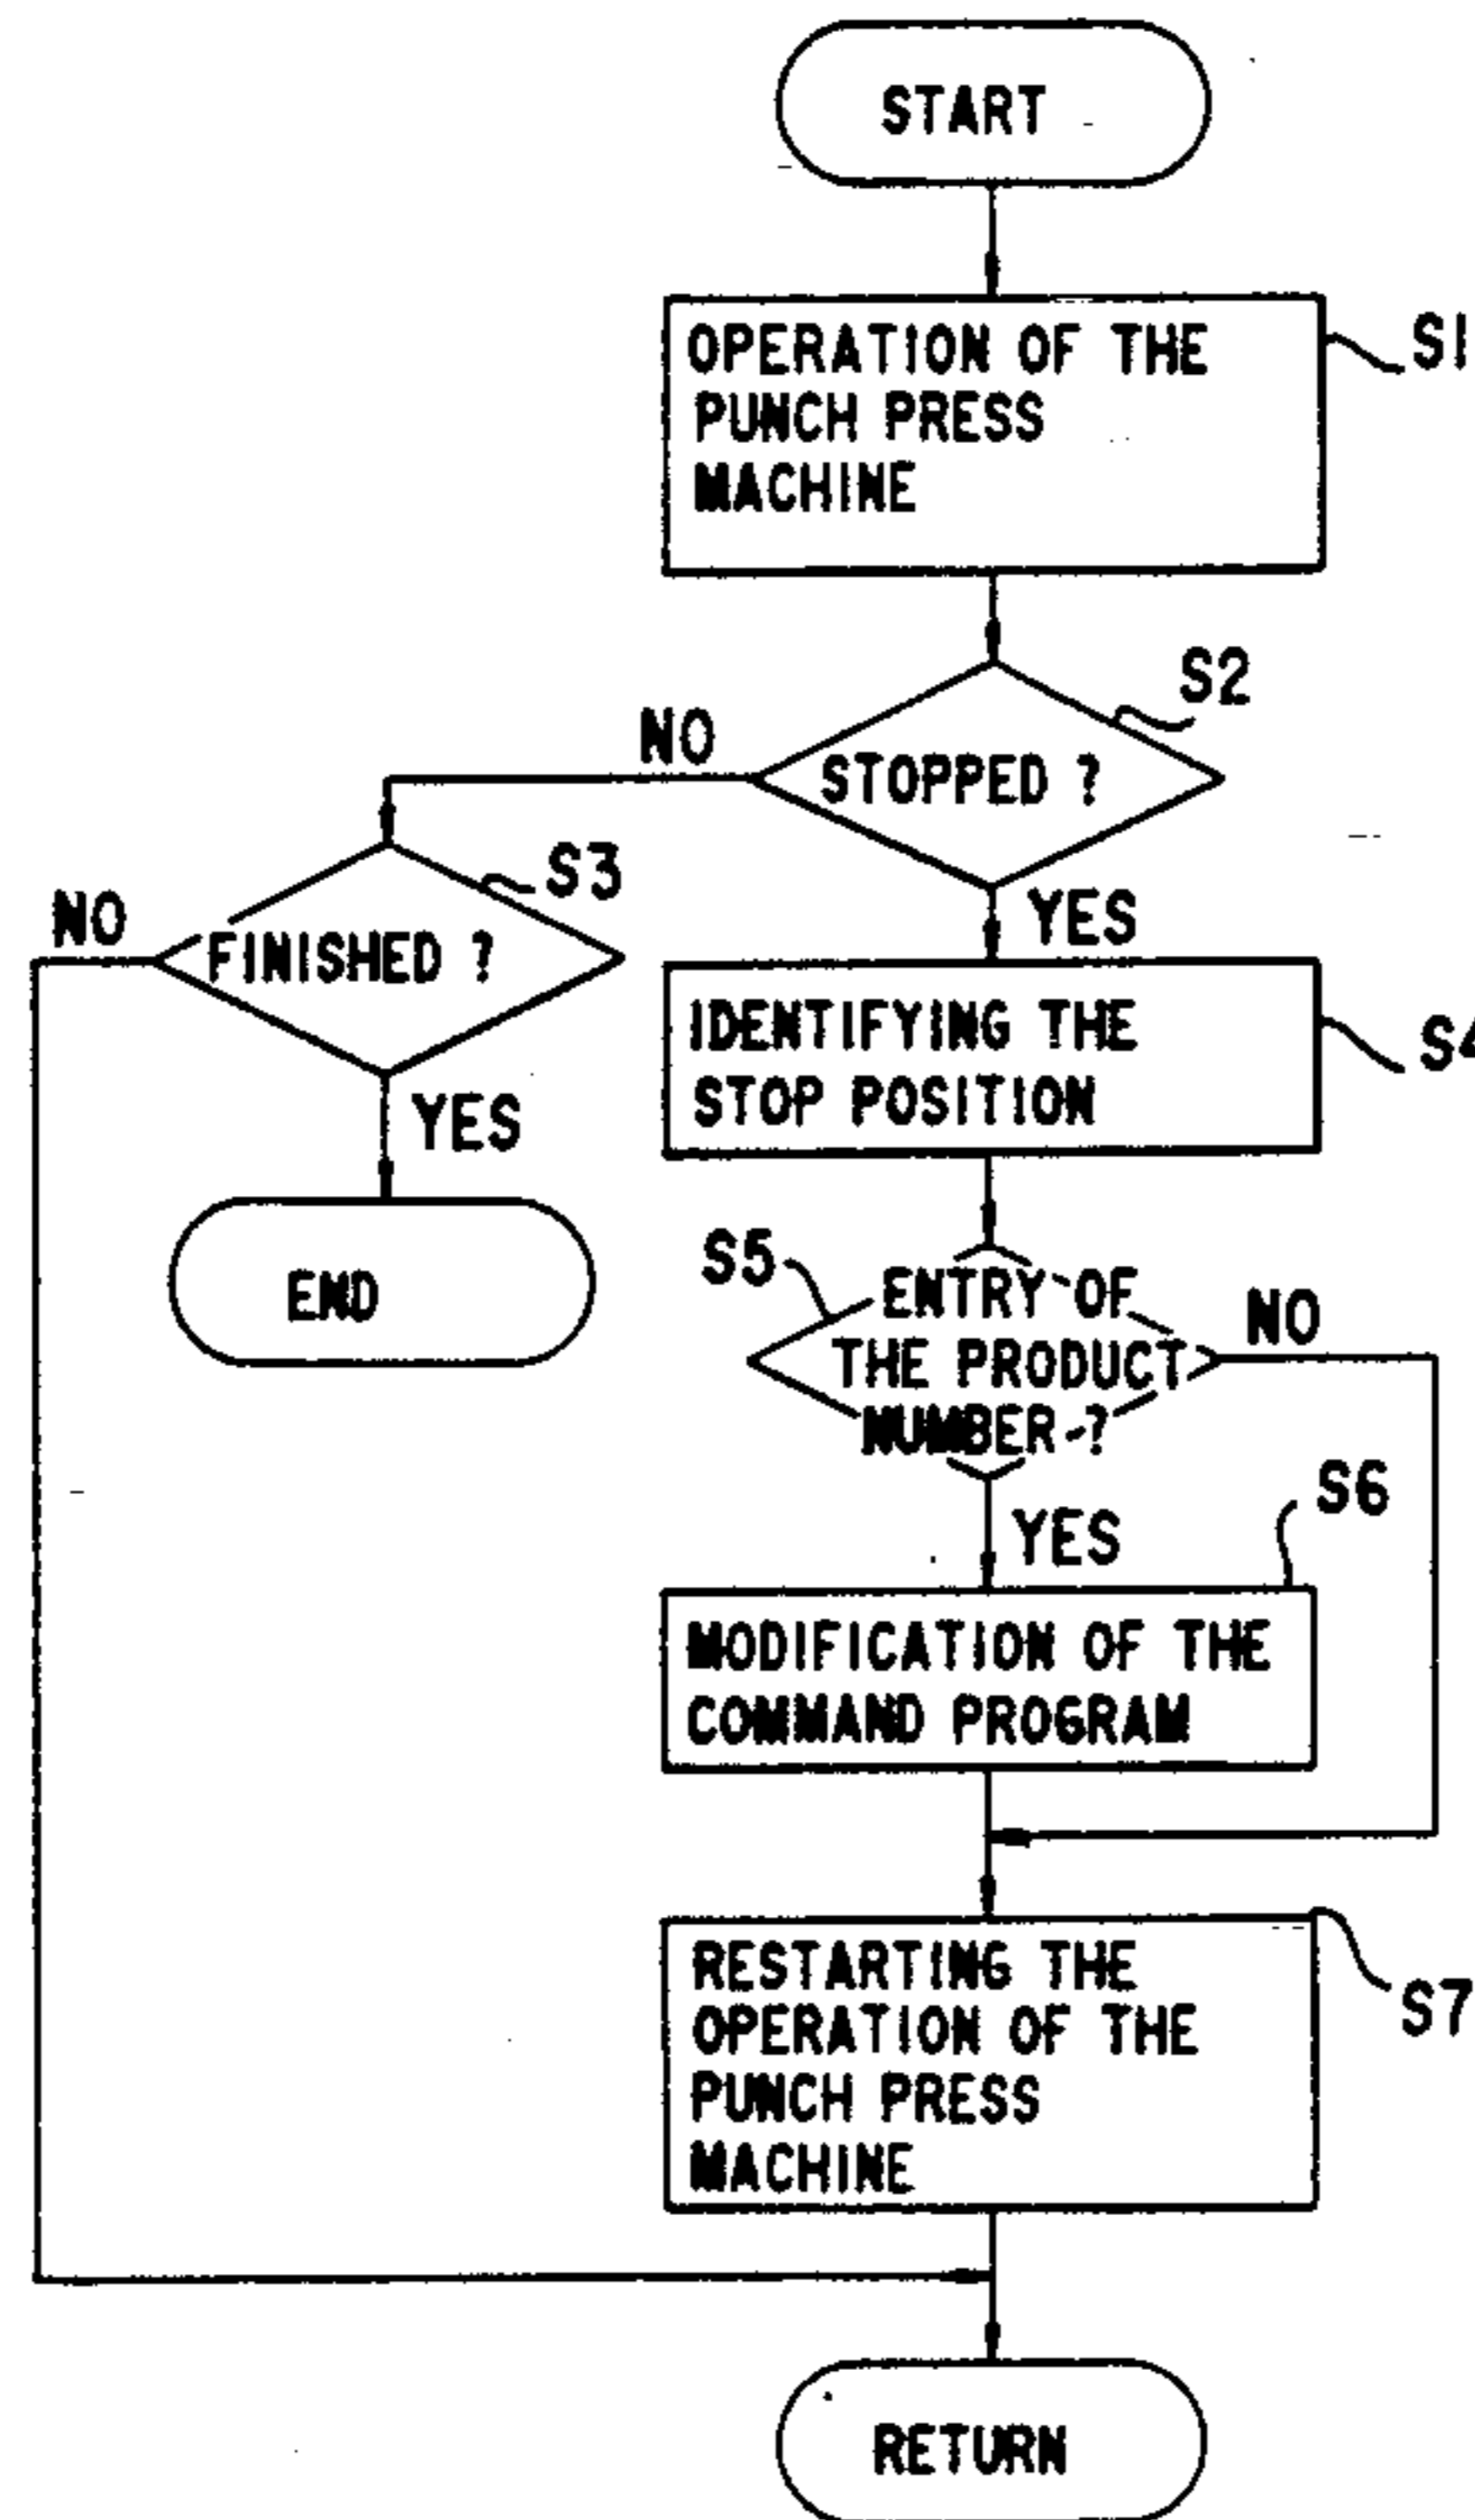 START
OPERATION OF THE
PUNCH PRESS
MACHINE
S1
S2
NO
STOPPED ?
YES
S3
NO
FINISHED ?
YES
END
IDENTIFYING THE
STOP POSITION
S4
S5
ENTRY OF
THE PRODUCT
NUMBER ?
NO
YES
S6
MODIFICATION OF THE
COMMAND PROGRAM
RESTARTING THE
OPERATION OF THE
PUNCH PRESS
MACHINE
S7
RETURN